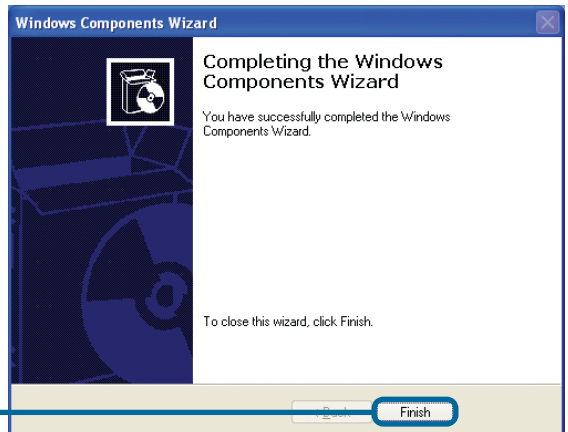 Windows Components Wizard
Completing the Windows
Components Wizard
You have successfully completed the Windows
Components Wizard.
To close this wizard, click Finish.
< Back
Finish